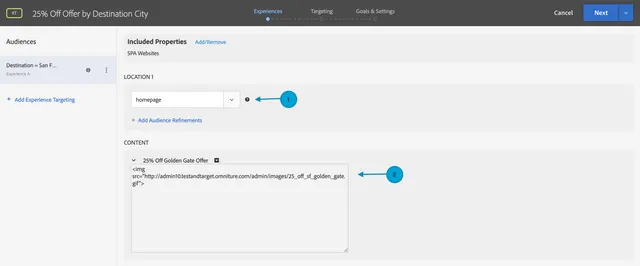 XT 25% Off Offer by Destination City
Experiences Targeting Goals & Settings
Cancel Next
Audiences
Destination = San F...
Experience A
+ Add Experience Targeting
Included Properties Add/Remove
SPA Websites
LOCATION 1
homepage
1
+ Add Audience Refinements
CONTENT
25% Off Golden Gate Offer
<img
src="http://admin10.testandtarget.omniture.com/admin/images/25_off_sf_golden_gate.
gif">
2